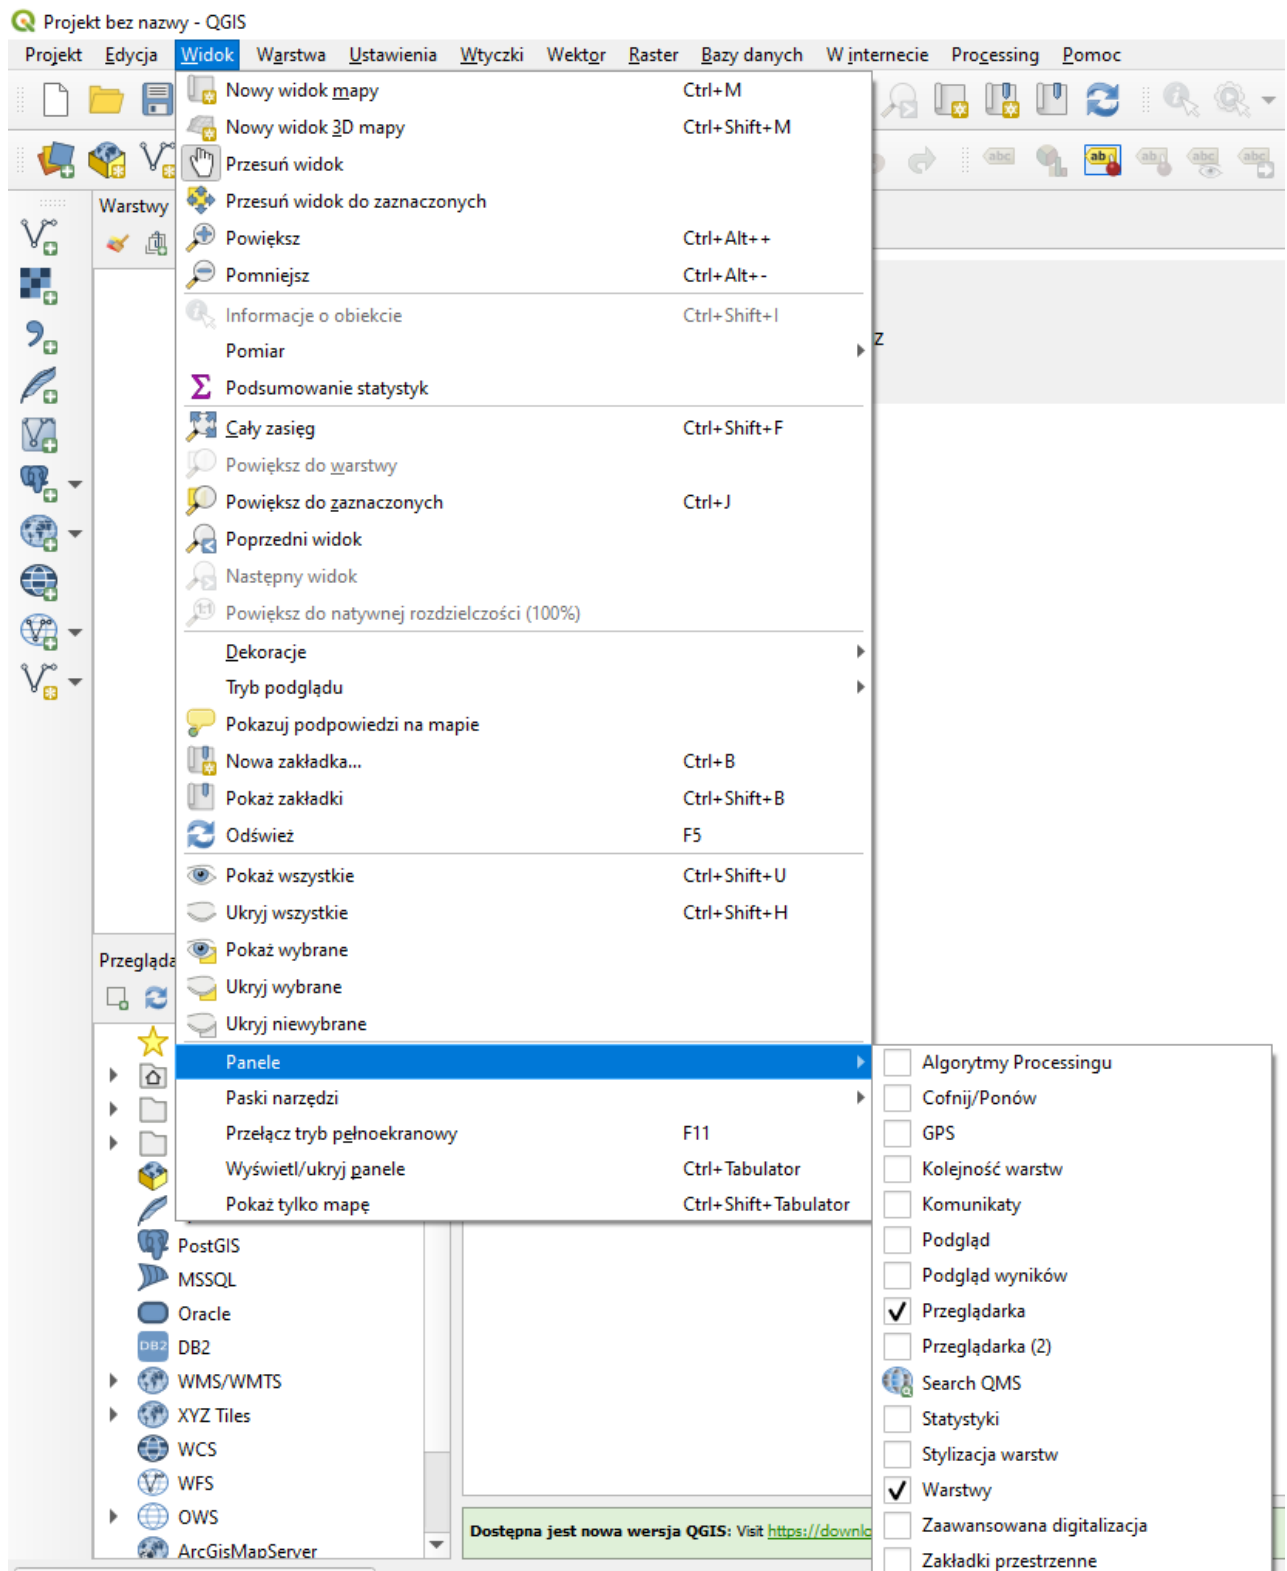 Projekt bez nazwy - QGIS
Projekt Edycja Widok Warstwa Ustawienia Wtyczki Wektor Raster Bazy danych W internecie Processing Pomoc
Nowy widok mapy Ctrl+M
Nowy widok 3D mapy Ctrl+Shift+M
Przesuń widok
Warstwy
Przesuń widok do zaznaczonych
Powiększ Ctrl+Alt++
Pomniejsz Ctrl+Alt+-
Informacje o obiekcie Ctrl+Shift+I
z
Pomiar
Podsumowanie statystyk
Cały zasięg Ctrl+Shift+F
Powiększ do warstwy
Powiększ do zaznaczonych Ctrl+J
Poprzedni widok
Następny widok
Powiększ do natywnej rozdzielczości (100%)
Dekoracje
Tryb podglądu
Pokazuj podpowiedzi na mapie
Nowa zakładka... Ctrl+B
Pokaż zakładki Ctrl+Shift+B
Odśwież F5
Pokaż wszystkie Ctrl+Shift+U
Ukryj wszystkie Ctrl+Shift+H
Pokaż wybrane
Przegląda
Ukryj wybrane
Ukryj niewybrane
Panele
Paski narzędzi
Przełącz tryb pełnoekranowy F11
Wyświetl/ukryj panele Ctrl+Tabulator
Pokaż tylko mapę Ctrl+Shift+Tabulator
Algorytmy Processingu
Cofnij/Ponów
GPS
Kolejność warstw
Komunikaty
Podgląd
Podgląd wyników
Przeglądarka
Przeglądarka (2)
Search QMS
Statystyki
Stylizacja warstw
Warstwy
Zaawansowana digitalizacja
Zakładki przestrzenne
PostGIS
MSSQL
Oracle
DB2 DB2
WMS/WMTS
XYZ Tiles
WCS
WFS
OWS
ArcGisMapServer
Dostępna jest nowa wersja QGIS: Visit https://downlo